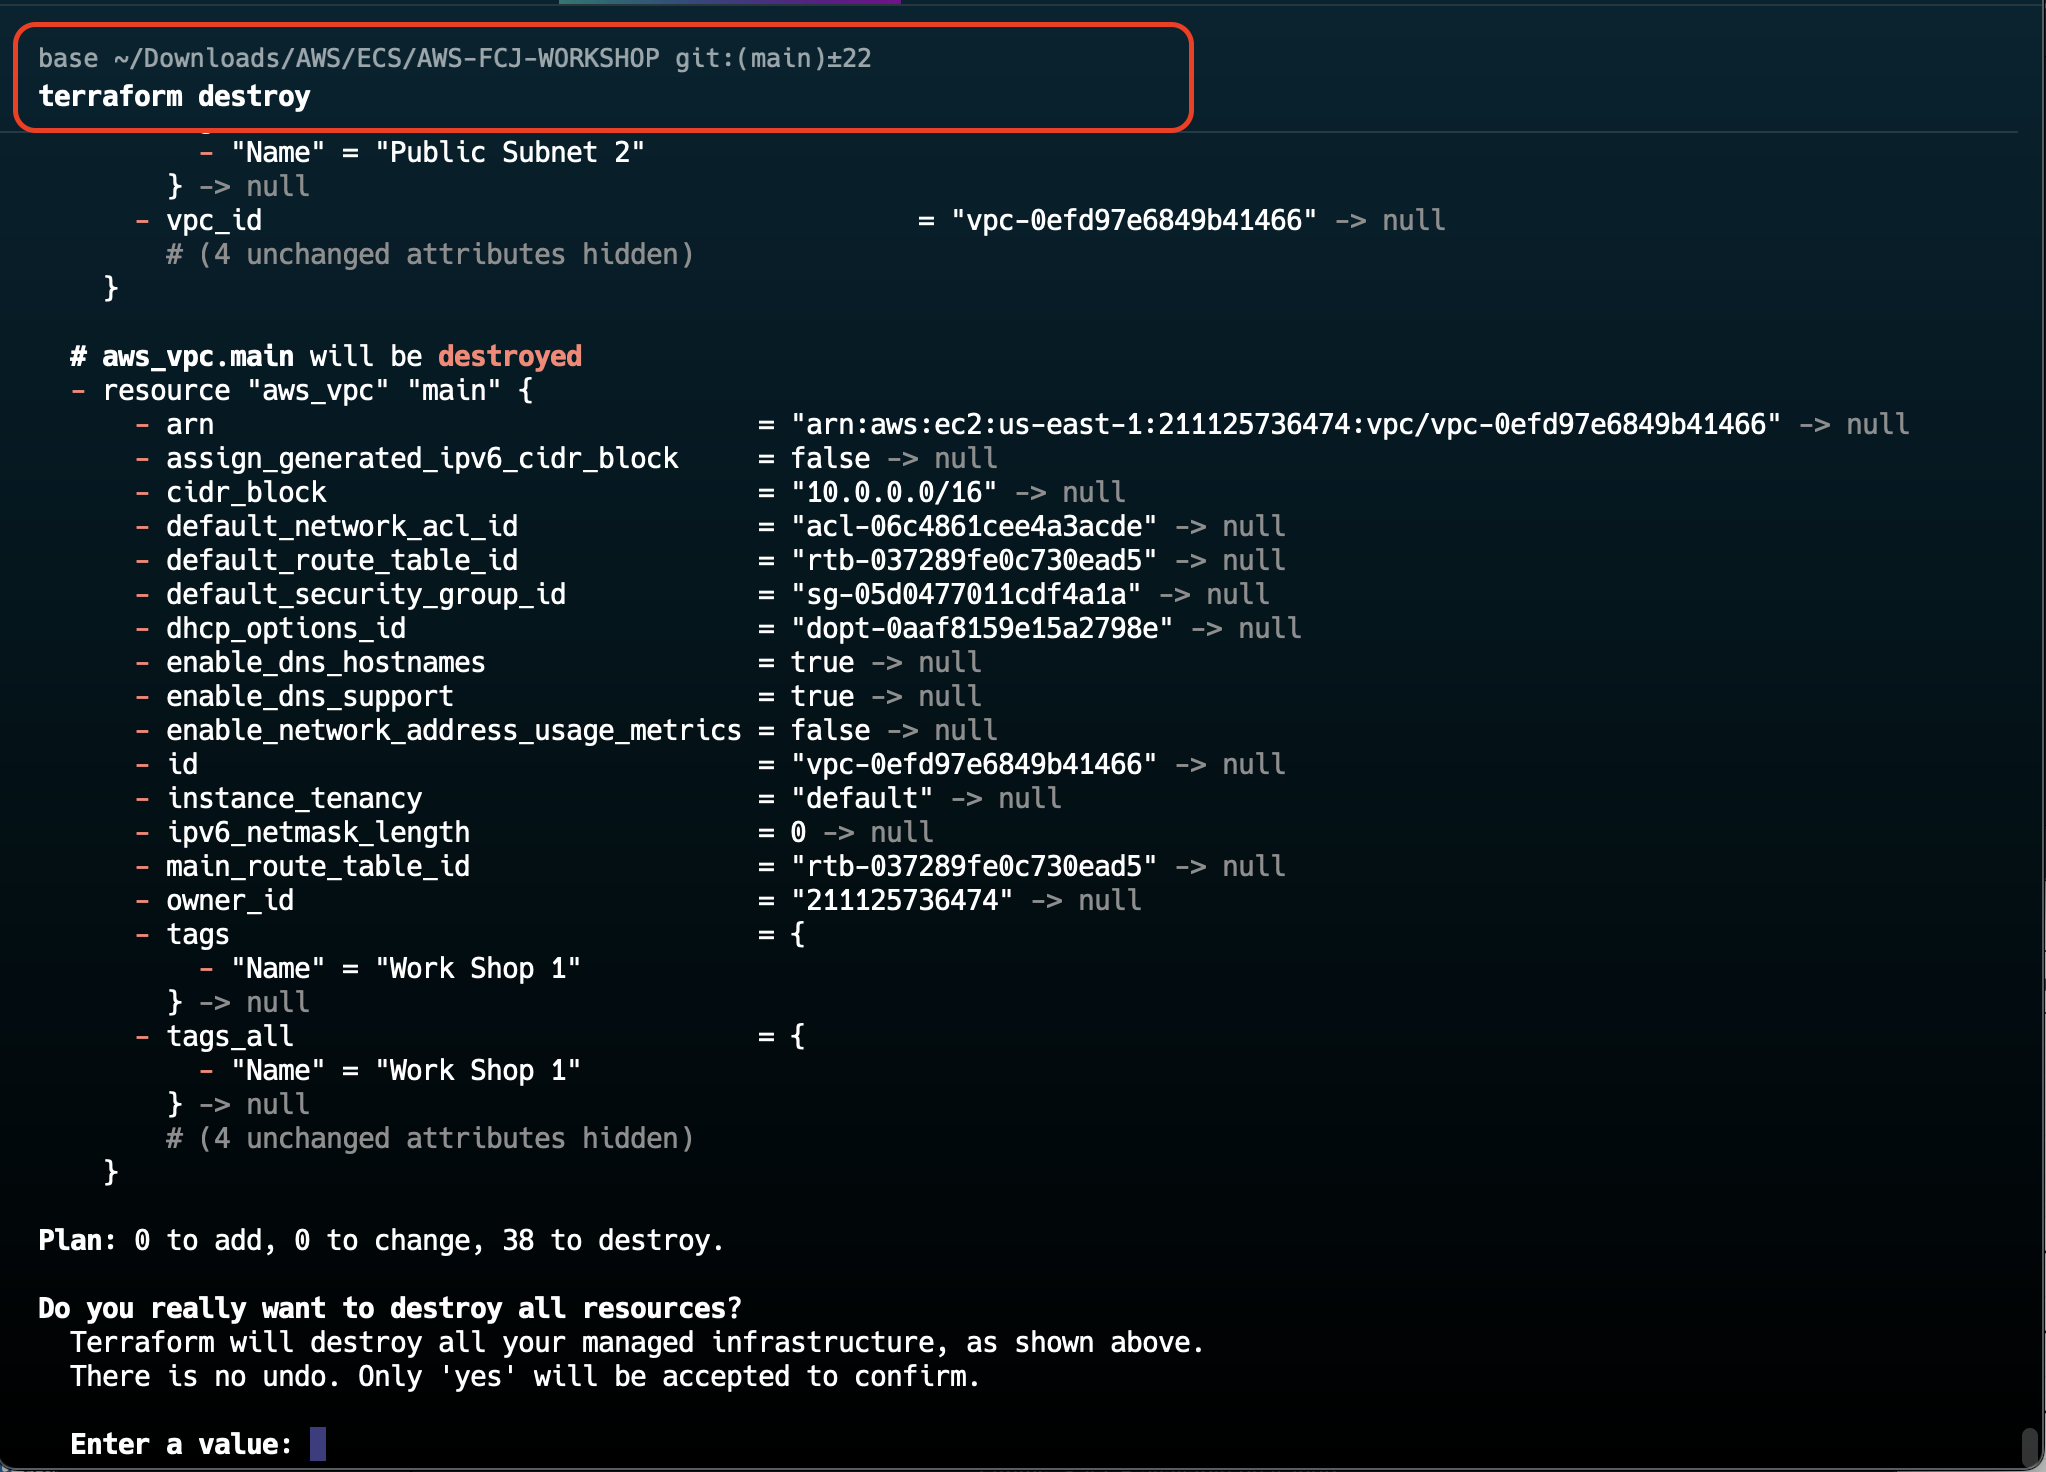 base ~/Downloads/AWS/ECS/AWS-FCJ-WORKSHOP git:(main)±22
terraform destroy
- "Name" = "Public Subnet 2"
} -> null
- vpc_id = "vpc-0efd97e6849b41466" -> null
# (4 unchanged attributes hidden)
}
# aws_vpc.main will be destroyed
- resource "aws_vpc" "main" {
- arn = "arn:aws:ec2:us-east-1:211125736474:vpc/vpc-0efd97e6849b41466" -> null
- assign_generated_ipv6_cidr_block = false -> null
- cidr_block = "10.0.0.0/16" -> null
- default_network_acl_id = "acl-06c4861cee4a3acde" -> null
- default_route_table_id = "rtb-037289fe0c730ead5" -> null
- default_security_group_id = "sg-05d0477011cdf4a1a" -> null
- dhcp_options_id = "dopt-0aaf8159e15a2798e" -> null
- enable_dns_hostnames = true -> null
- enable_dns_support = true -> null
- enable_network_address_usage_metrics = false -> null
- id = "vpc-0efd97e6849b41466" -> null
- instance_tenancy = "default" -> null
- ipv6_netmask_length = 0 -> null
- main_route_table_id = "rtb-037289fe0c730ead5" -> null
- owner_id = "211125736474" -> null
- tags = {
- "Name" = "Work Shop 1"
} -> null
- tags_all = {
- "Name" = "Work Shop 1"
} -> null
# (4 unchanged attributes hidden)
}
Plan: 0 to add, 0 to change, 38 to destroy.
Do you really want to destroy all resources?
Terraform will destroy all your managed infrastructure, as shown above.
There is no undo. Only 'yes' will be accepted to confirm.
Enter a value: